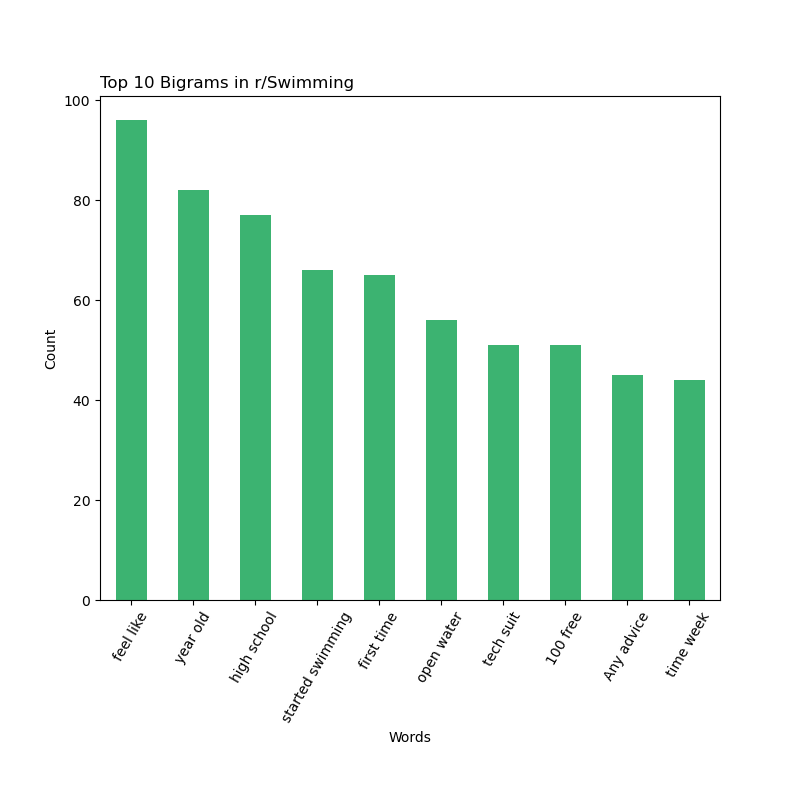 Top 10 Bigrams in r/Swimming
100
80
60
40
20
0
Count
feel like
year old
high school
started swimming
first time
open water
tech suit
100 free
Any advice
time week
Words